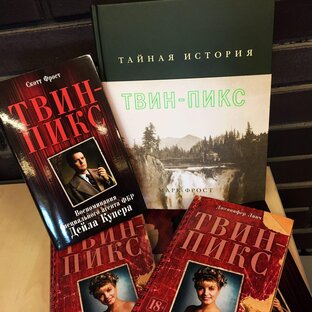 ТАЙНАЯ ИСТОРИЯ
ТВИН-ПИКС
МАРК ФРОСТ
Скотт Фрост
ТВИН-
ПИКС
Воспоминания
специального агента ФБР
Дейла Купера
ТВИН-
ПИКС
Дженнифер Линч
ТВИН-
ПИКС
18+